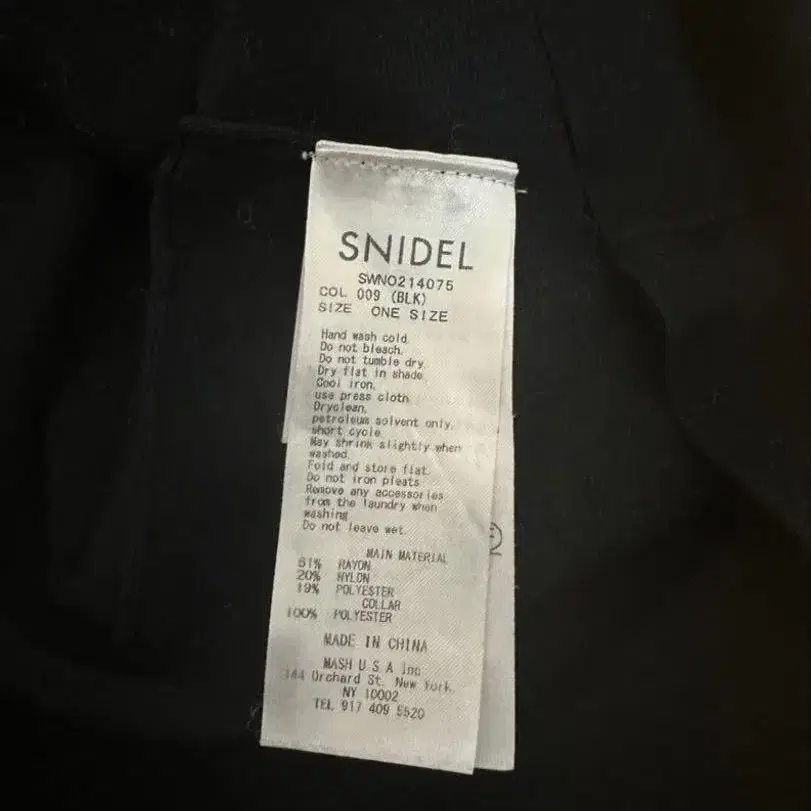 SNIDEL
SWNO214075
COL 009 (BLK)
SIZE ONE SIZE
Hand wash cold.
Do not bleach.
Do not tumble dry.
Dry flat in shade.
Cool iron.
use press cloth
Dryclean,
petroleum solvent only.
short cycle.
May shrink slightly when
washed.
Fold and store flat.
Do not iron pleats
Remove any accessories
from the laundry when
washing
Do not leave wet.
MAIN MATERIAL
61% RAYON
20% NYLON
19% POLYESTER
COLLAR
100% POLYESTER
MADE IN CHINA
MASH U S A inc
144 Orchard St. New York.
NY 10002
TEL 917 409 5520